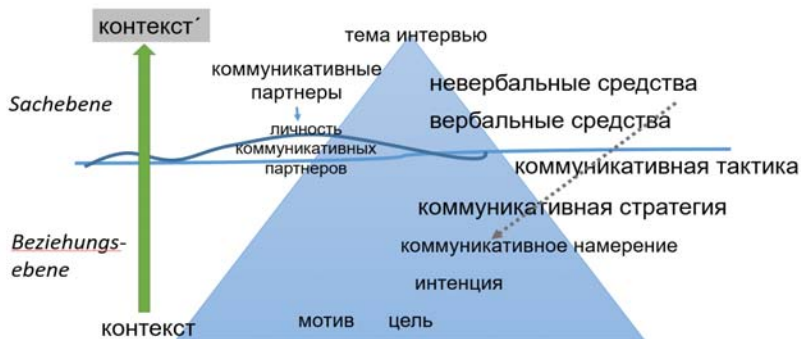 контекст´
тема интервью
коммуникативные
партнеры
невербальные средства
Sachebene
вербальные средства
личность
коммуникативных
партнеров
коммуникативная тактика
коммуникативная стратегия
Beziehungs-
ebene
коммуникативное намерение
интенция
контекст
мотив цель